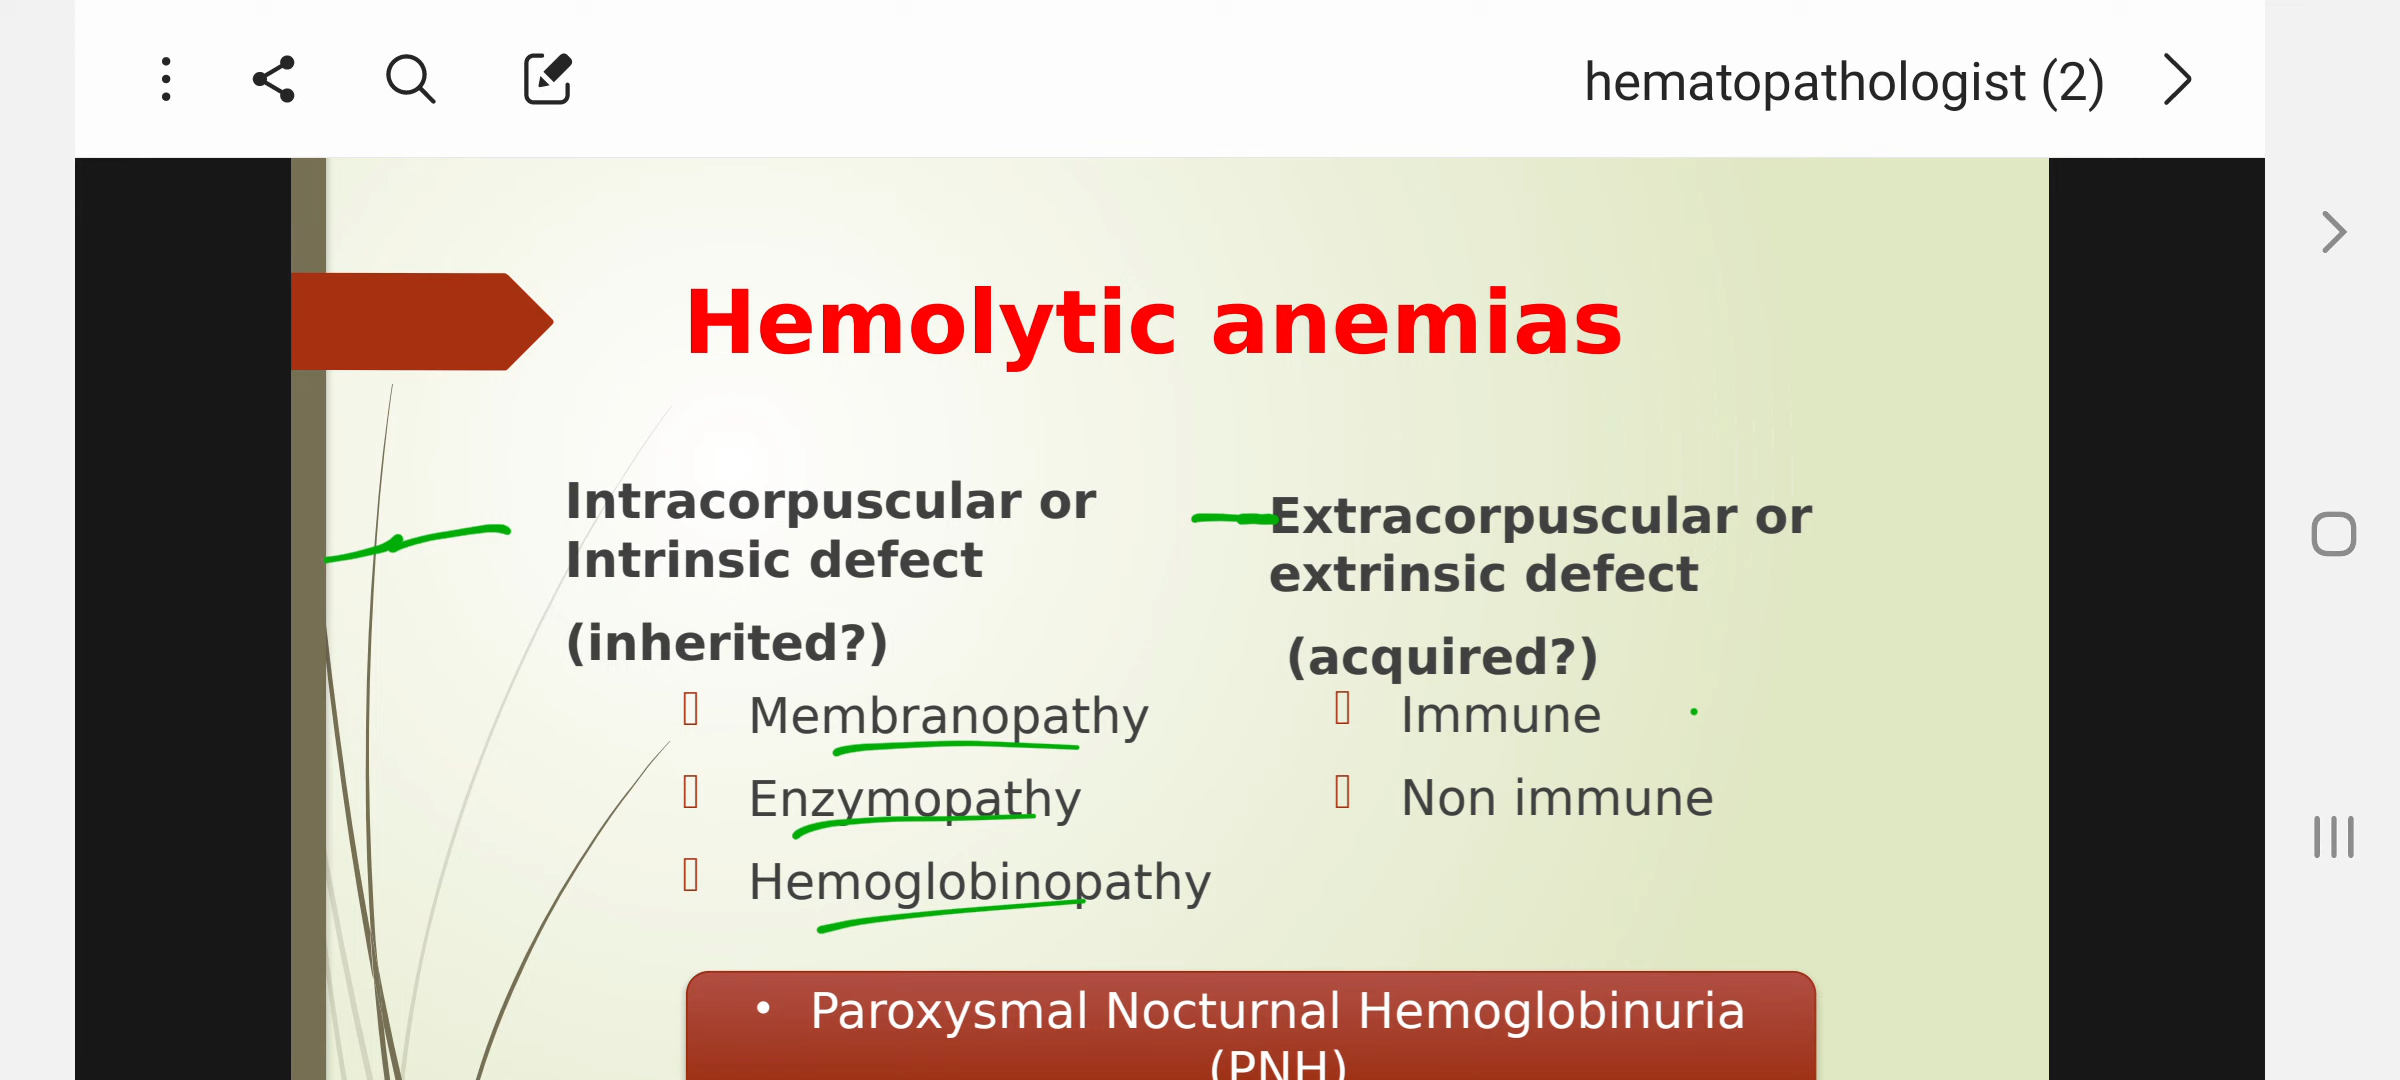 hematopathologist (2)
Hemolytic anemias
Intracorpuscular or
Intrinsic defect
(inherited?)
Membranopathy
Enzymopathy
Hemoglobinopathy
Extracorpuscular or
extrinsic defect
(acquired?)
Immune
Non immune
• Paroxysmal Nocturnal Hemoglobinuria
(PNH)